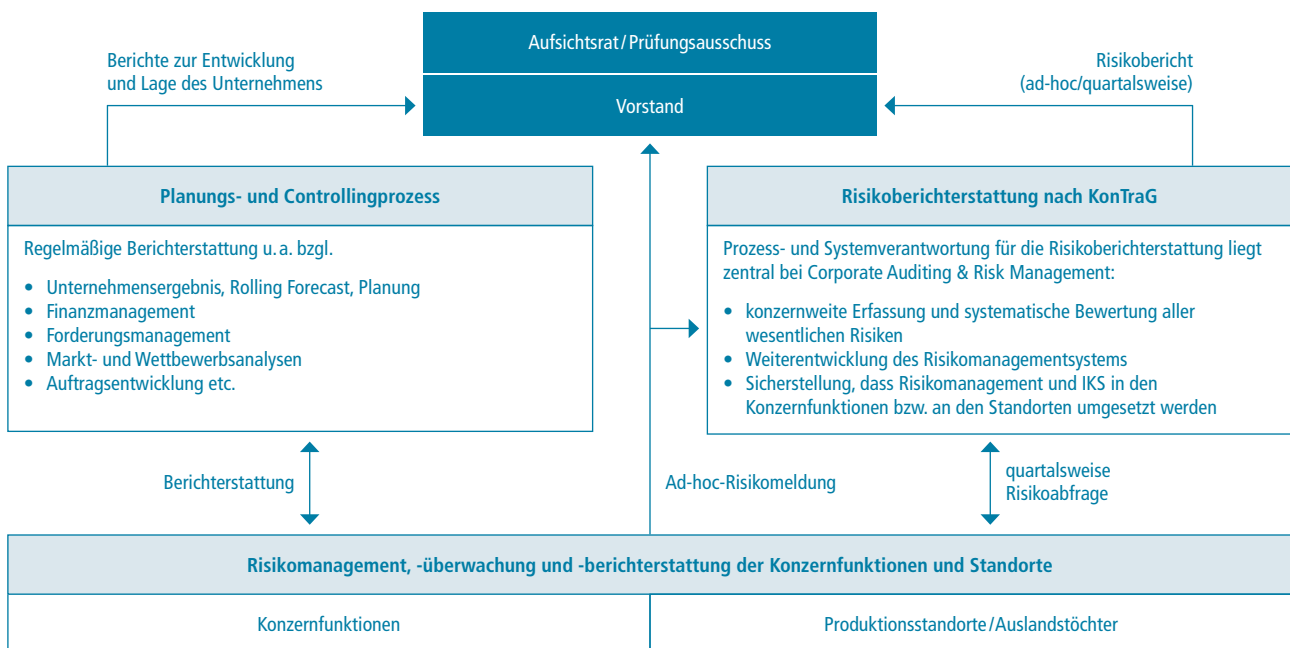 Aufsichtsrat/Prüfungsausschuss
Vorstand
Berichte zur Entwicklung
und Lage des Unternehmens
Risikobericht
(ad-hoc/quartalsweise)
Planungs- und Controllingprozess
Regelmäßige Berichterstattung u. a. bzgl.
• Unternehmensergebnis, Rolling Forecast, Planung
• Finanzmanagement
• Forderungsmanagement
• Markt- und Wettbewerbsanalysen
• Auftragsentwicklung etc.
Risikoberichterstattung nach KonTraG
Prozess- und Systemverantwortung für die Risikoberichterstattung liegt
zentral bei Corporate Auditing & Risk Management:
• konzernweite Erfassung und systematische Bewertung aller
wesentlichen Risiken
• Weiterentwicklung des Risikomanagementsystems
• Sicherstellung, dass Risikomanagement und IKS in den
Konzernfunktionen bzw. an den Standorten umgesetzt werden
Berichterstattung
Ad-hoc-Risikomeldung
quartalsweise
Risikoabfrage
Risikomanagement, -überwachung und -berichterstattung der Konzernfunktionen und Standorte
Konzernfunktionen
Produktionsstandorte/Auslandstöchter